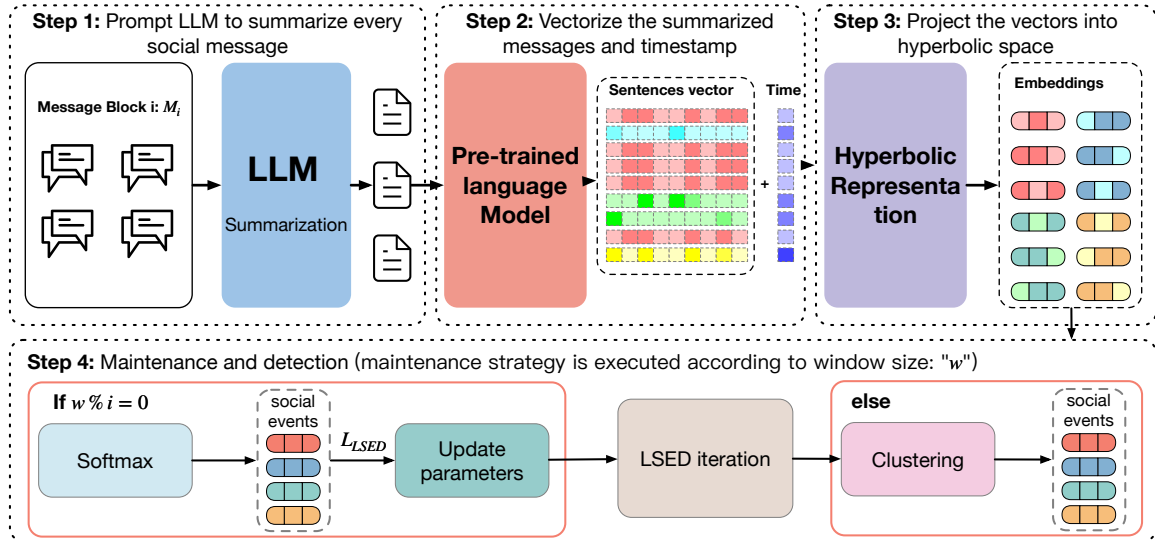 Step 1: Prompt LLM to summarize every
social message
Message Block i: M_i
LLM
Summarization
Step 2: Vectorize the summarized
messages and timestamp
Pre-trained
language
Model
Sentences vector
Time
+
Step 3: Project the vectors into
hyperbolic space
Hyperbolic
Representa
tion
Embeddings
Step 4: Maintenance and detection (maintenance strategy is executed according to window size: "w")
If w % i = 0
Softmax
social
events
L_LSED
Update
parameters
LSED iteration
else
Clustering
social
events